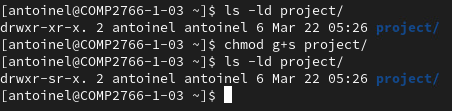 [antoinel@COMP2766-1-03 ~]$ ls -ld project/
drwxr-xr-x. 2 antoinel antoinel 6 Mar 22 05:26 project/
[antoinel@COMP2766-1-03 ~]$ chmod g+s project/
[antoinel@COMP2766-1-03 ~]$ ls -ld project/
drwxr-sr-x. 2 antoinel antoinel 6 Mar 22 05:26 project/
[antoinel@COMP2766-1-03 ~]$